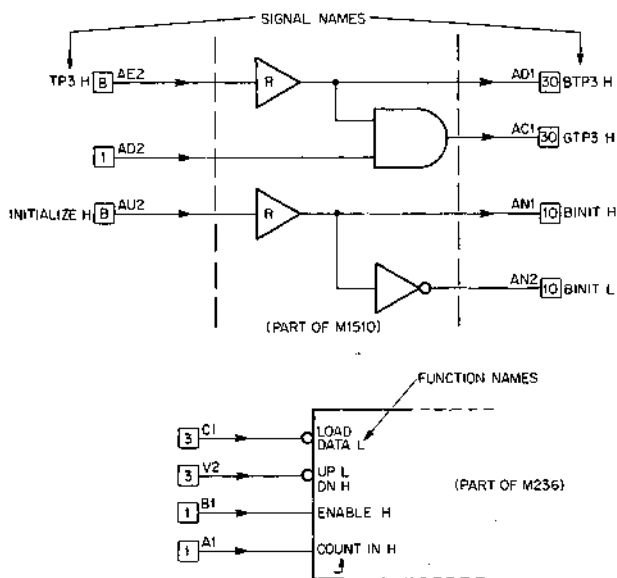 SIGNAL NAMES
TP3 H B AE2 R AD1 30 BTP3 H
1 AD2 AC1 30 GTP3 H
INITIALIZE H B AU2 R AN1 10 BINIT H
AN2 10 BINIT L
(PART OF M1510)
FUNCTION NAMES
3 C1 LOAD
DATA L
3 V2 UP L
DN H
(PART OF M236)
1 B1 ENABLE H
1 A1 COUNT IN H